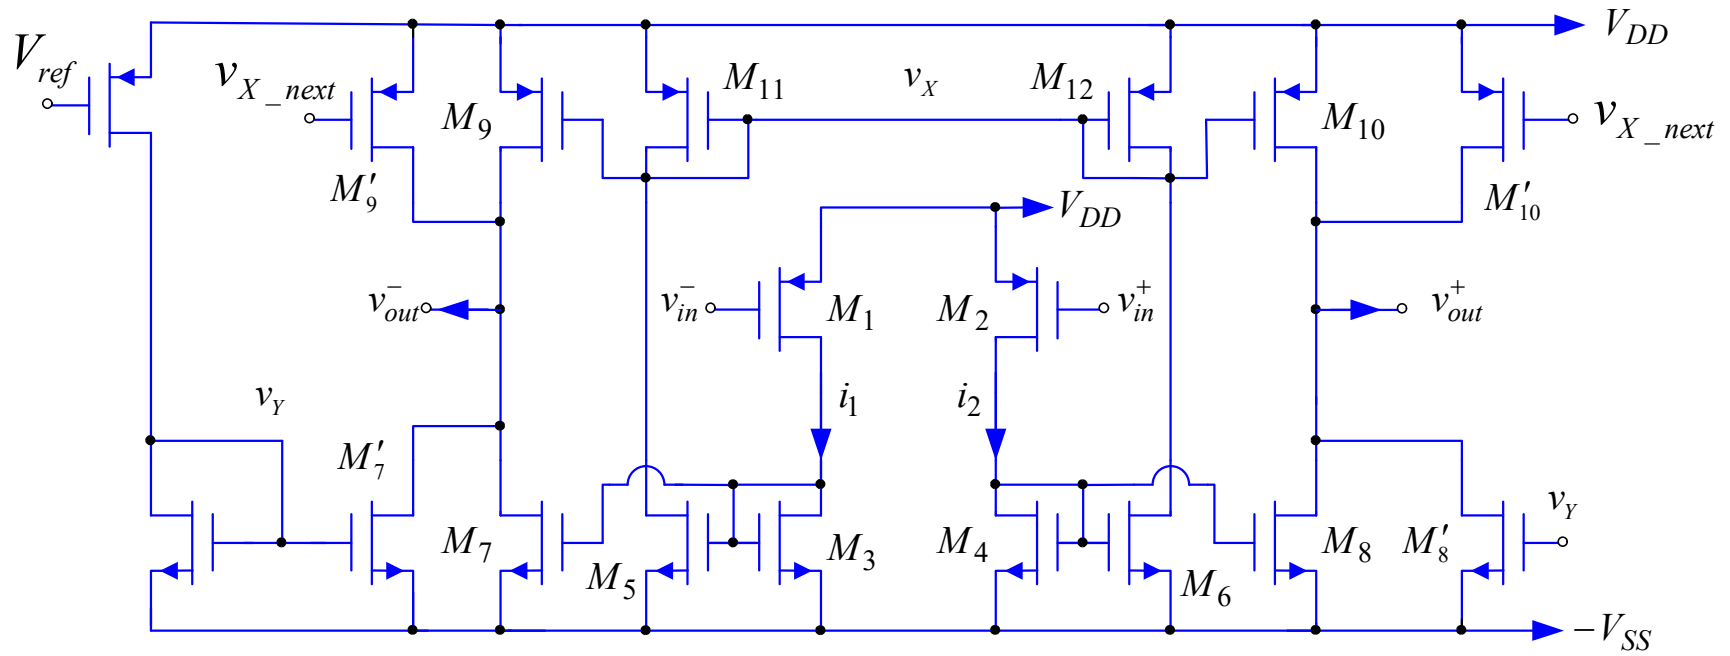 V_DD
V_ref
v_X_next
M_9
M_11
v_X
M_12
M_10
v_X_next
M'_9
V_DD
M'_10
v_out^-
v_in^-
M_1
M_2
v_in^+
v_out^+
v_Y
i_1
i_2
M'_7
M_7
M_5
M_3
M_4
M_6
M_8
M'_8
v_Y
-V_SS